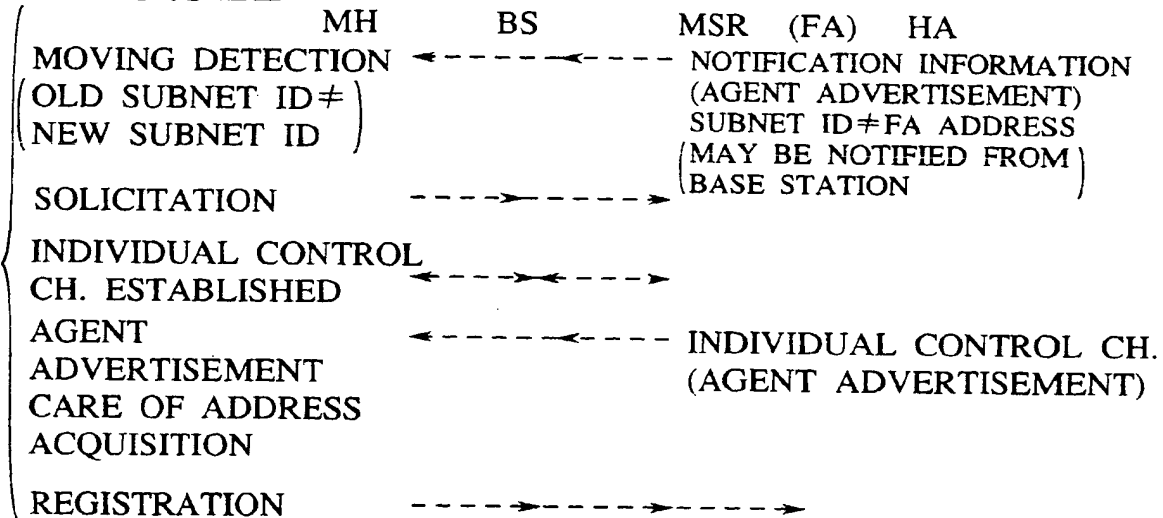 MH BS MSR (FA) HA
MOVING DETECTION
(OLD SUBNET ID≠
NEW SUBNET ID)
NOTIFICATION INFORMATION
(AGENT ADVERTISEMENT)
SUBNET ID≠FA ADDRESS
(MAY BE NOTIFIED FROM
BASE STATION)
SOLICITATION
INDIVIDUAL CONTROL
CH. ESTABLISHED
AGENT
ADVERTISEMENT
CARE OF ADDRESS
ACQUISITION
INDIVIDUAL CONTROL CH.
(AGENT ADVERTISEMENT)
REGISTRATION